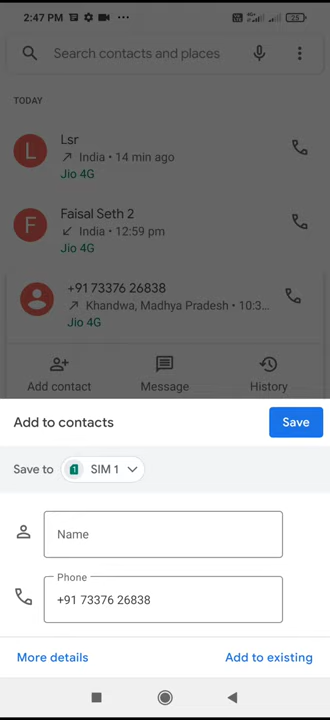 2:47 PM
Search contacts and places
TODAY
L
Lsr
India • 14 min ago
Jio 4G
F
Faisal Seth 2
India • 12:59 pm
Jio 4G
+91 73376 26838
Khandwa, Madhya Pradesh • 10:3...
Jio 4G
Add contact
Message
History
Add to contacts
Save
Save to
1
SIM 1
Name
Phone
+91 73376 26838
More details
Add to existing